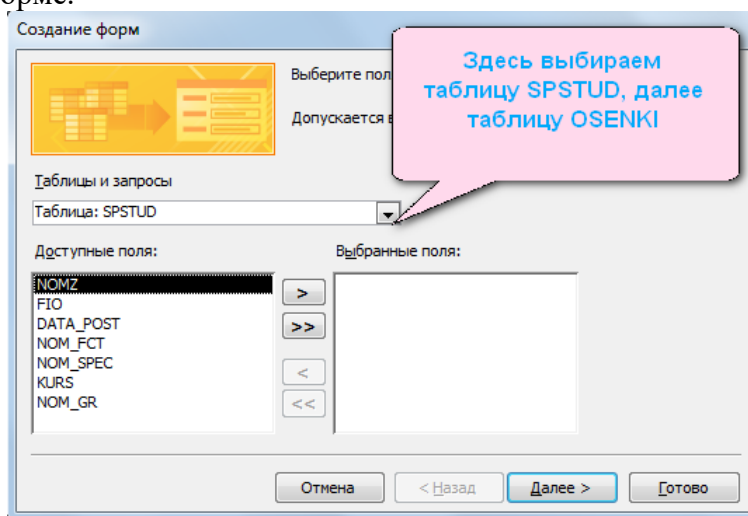 орме.
Создание форм
Выберите пол
Допускается в
Здесь выбираем
таблицу SPSTUD, далее
таблицу OSENKI
Таблицы и запросы
Таблица: SPSTUD
Доступные поля:
Выбранные поля:
NOMZ
FIO
DATA_POST
NOM_FCT
NOM_SPEC
KURS
NOM_GR
>
>>
<
<<
Отмена
< Назад
Далее >
Готово